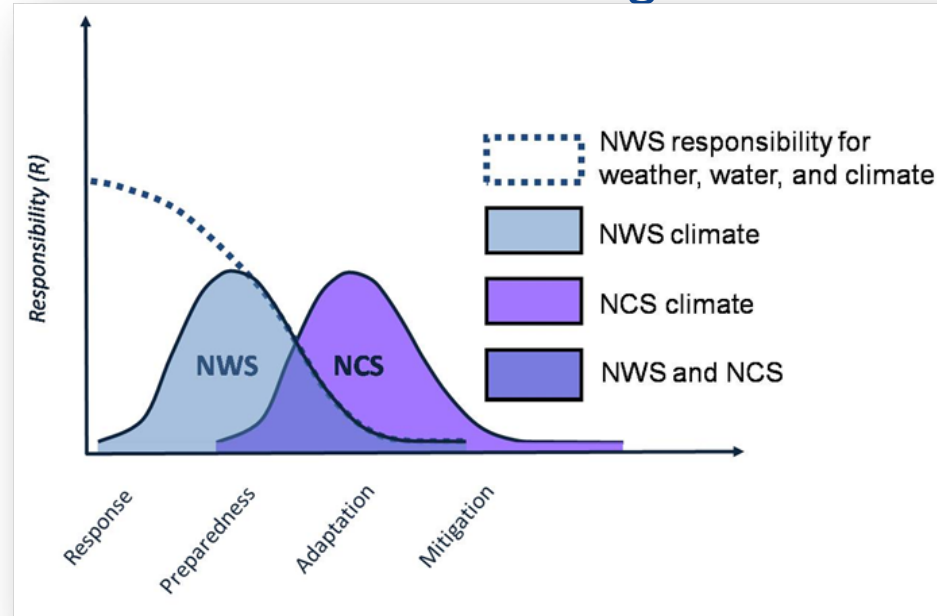 Responsibility (R)
NWS responsibility for
weather, water, and climate
NWS climate
NCS climate
NWS and NCS
NWS
NCS
Response
Preparedness
Adaptation
Mitigation